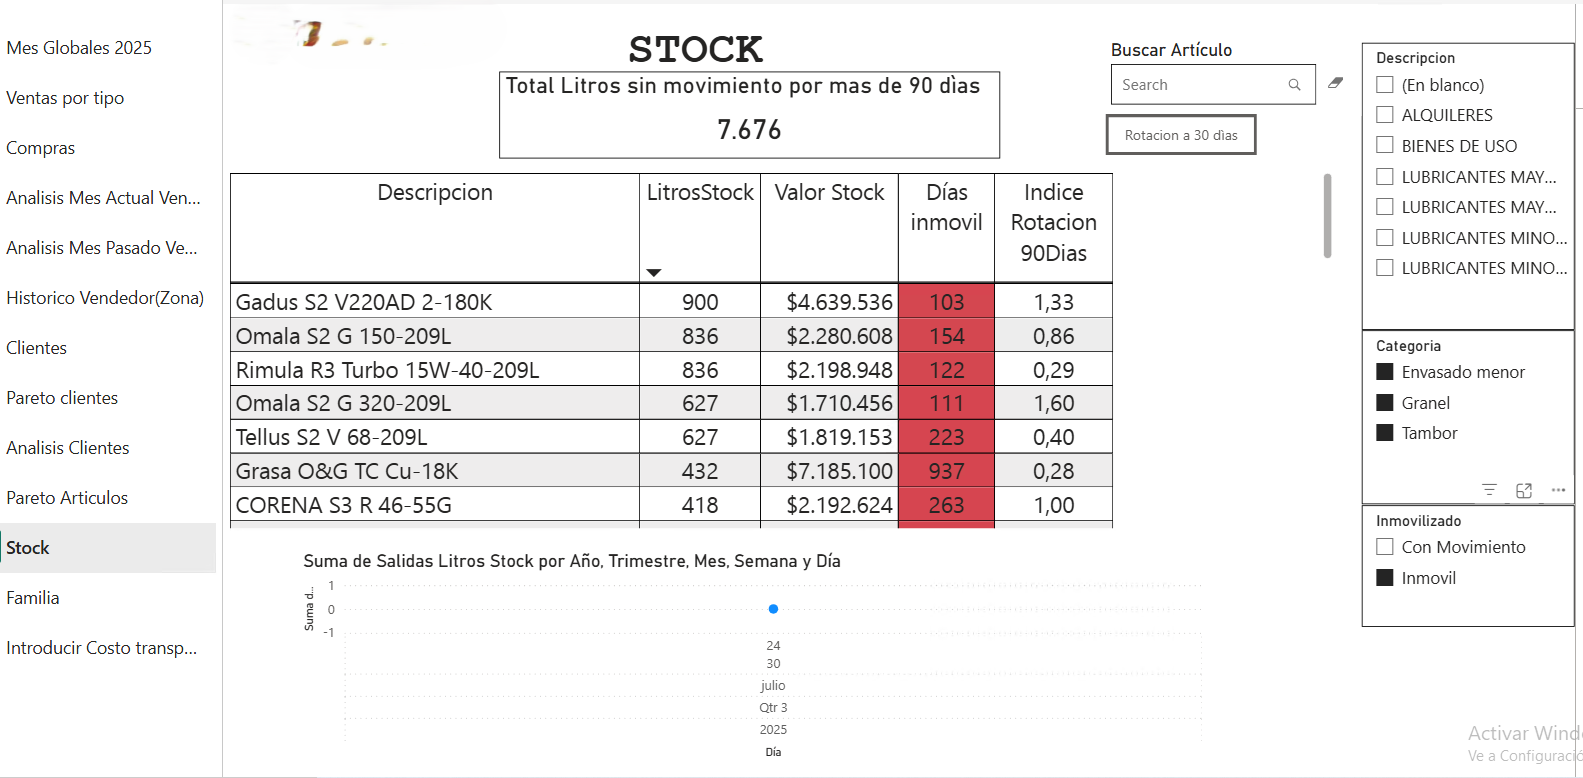 Mes Globales 2025
Ventas por tipo
Compras
Analisis Mes Actual Ven...
Analisis Mes Pasado Ve...
Historico Vendedor(Zona)
Clientes
Pareto clientes
Analisis Clientes
Pareto Articulos
Stock
Familia
Introducir Costo transp...
STOCK
Total Litros sin movimiento por mas de 90 dìas
7.676
Buscar Artículo
Search
Rotacion a 30 dias
Descripcion LitrosStock Valor Stock Días inmovil Indice Rotacion 90Dias
Gadus S2 V220AD 2-180K 900 $4.639.536 103 1,33
Omala S2 G 150-209L 836 $2.280.608 154 0,86
Rimula R3 Turbo 15W-40-209L 836 $2.198.948 122 0,29
Omala S2 G 320-209L 627 $1.710.456 111 1,60
Tellus S2 V 68-209L 627 $1.819.153 223 0,40
Grasa O&G TC Cu-18K 432 $7.185.100 937 0,28
CORENA S3 R 46-55G 418 $2.192.624 263 1,00
Suma de Salidas Litros Stock por Año, Trimestre, Mes, Semana y Día
Suma d...
1
0
-1
24
30
julio
Qtr 3
2025
Día
Descripcion
(En blanco)
ALQUILERES
BIENES DE USO
LUBRICANTES MAY...
LUBRICANTES MAY...
LUBRICANTES MINO...
LUBRICANTES MINO...
Categoria
Envasado menor
Granel
Tambor
Inmovilizado
Con Movimiento
Inmovil
Activar Wind
Ve a Configuració